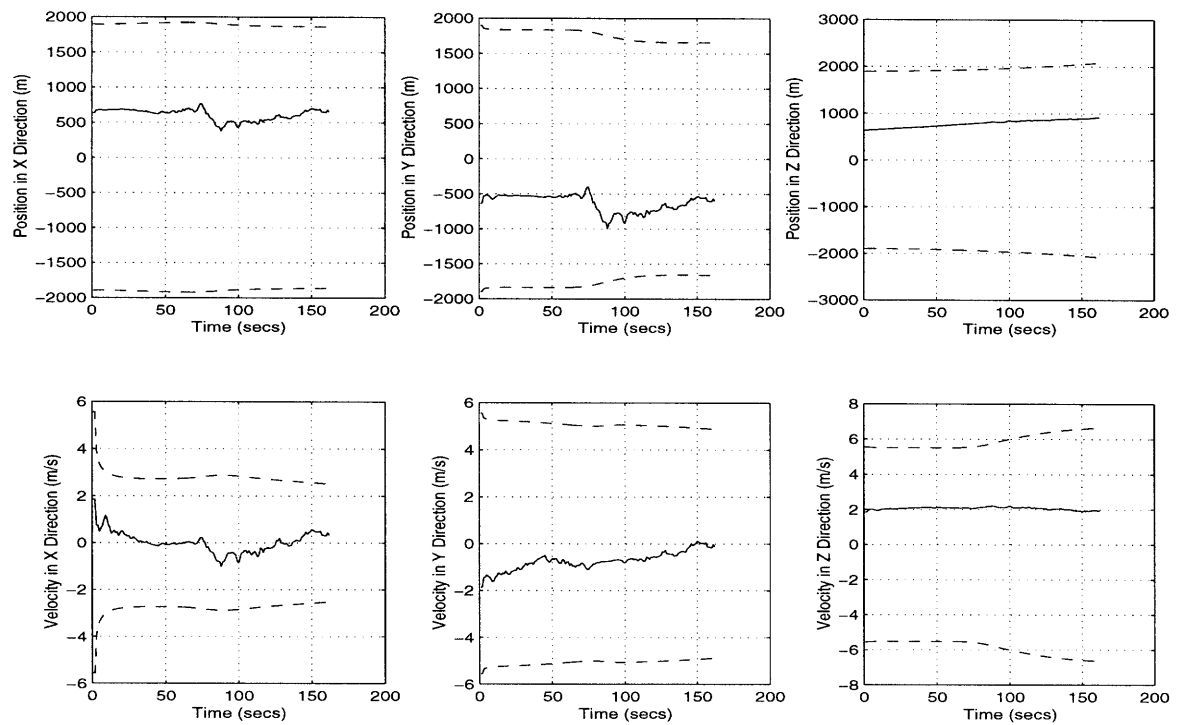 Position in X Direction (m)
2000
1500
1000
500
0
−500
−1000
−1500
−2000
0 50 100 150 200
Time (secs)
Position in Y Direction (m)
2000
1500
1000
500
0
−500
−1000
−1500
2000
0 50 100 150 200
Time (secs)
Position in Z Direction (m)
3000
2000
1000
0
−1000
−2000
−3000
0 50 100 150 200
Time (secs)
Velocity in X Direction (m/s)
6
4
2
0
−2
−4
−6
0 50 100 150 200
Time (secs)
Velocity in Y Direction (m/s)
6
4
2
0
−2
−4
−6
0 50 100 150 200
Time (secs)
Velocity in Z Direction (m/s)
8
6
4
2
0
−2
−4
−6
−8
0 50 100 150 200
Time (secs)